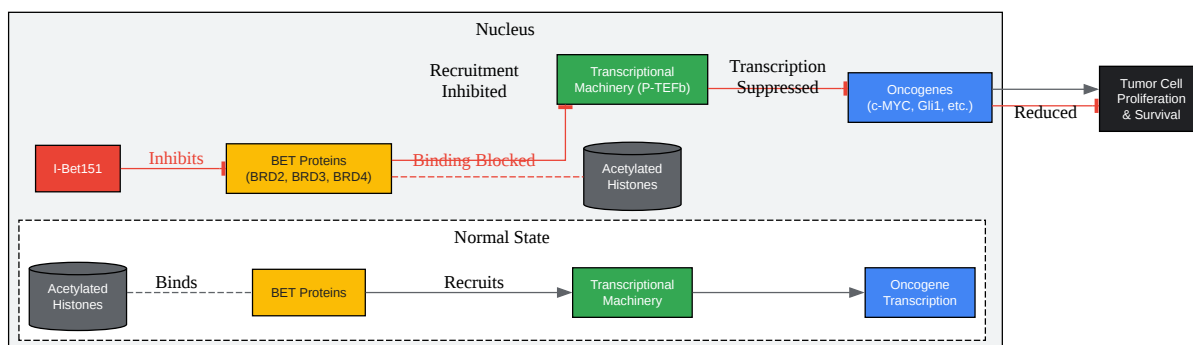 Nucleus
Recruitment
Inhibited
Transcriptional
Machinery (P-TEFb)
Transcription
Suppressed
Oncogenes
(c-MYC, Gli1, etc.)
Reduced
Tumor Cell
Proliferation
& Survival
I-Bet151
Inhibits
BET Proteins
(BRD2, BRD3, BRD4)
Binding Blocked
Acetylated
Histones
Normal State
Acetylated
Histones
Binds
BET Proteins
Recruits
Transcriptional
Machinery
Oncogene
Transcription